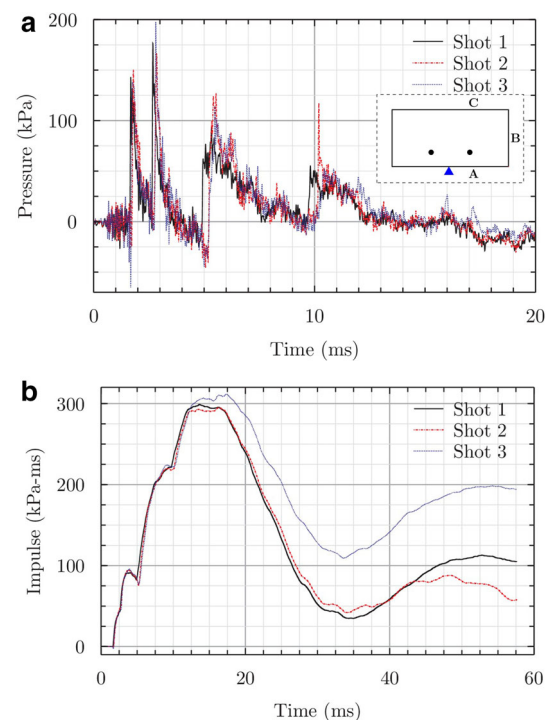 a
Pressure (kPa)
200
100
0
0
10
20
Time (ms)
Shot 1
Shot 2
Shot 3
C
B
A
b
Impulse (kPa-ms)
300
200
100
0
0
20
40
60
Time (ms)
Shot 1
Shot 2
Shot 3